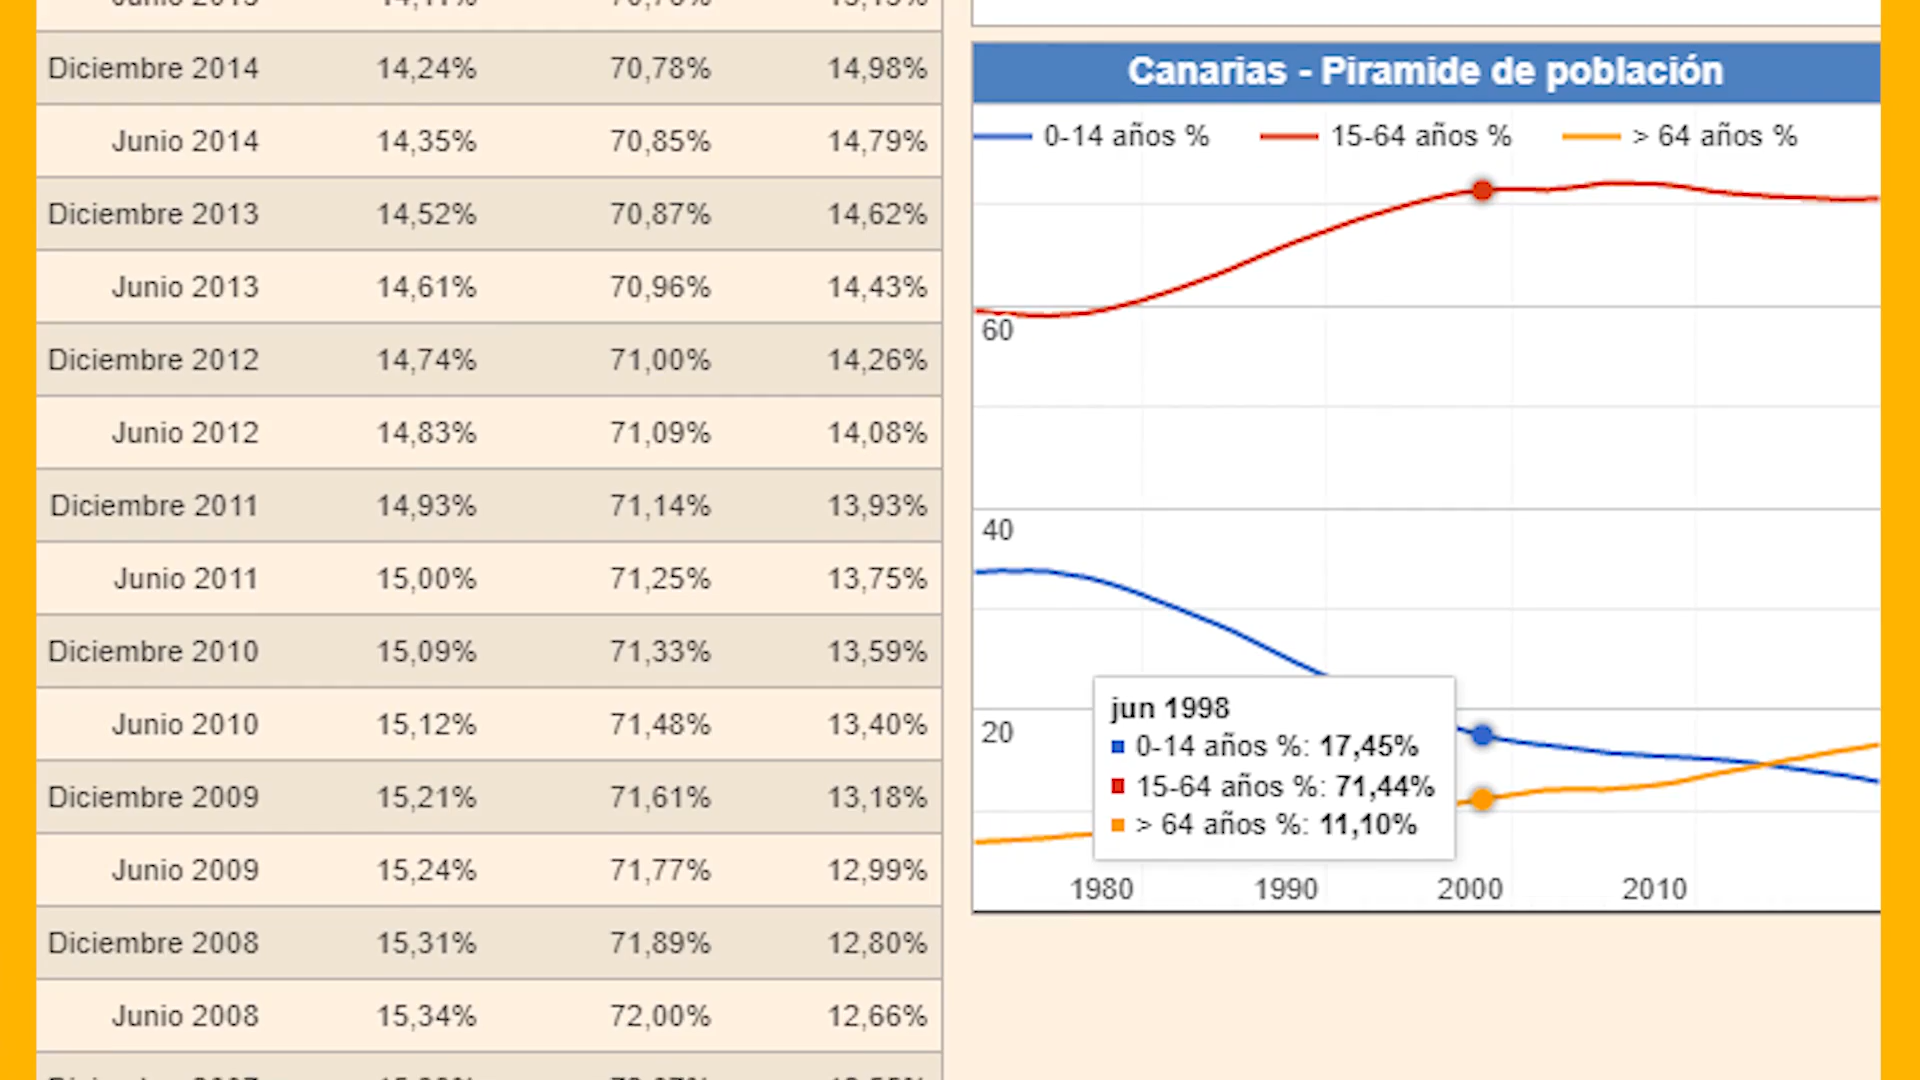 Diciembre 2014 14,24% 70,78% 14,98%
Junio 2014 14,35% 70,85% 14,79%
Diciembre 2013 14,52% 70,87% 14,62%
Junio 2013 14,61% 70,96% 14,43%
Diciembre 2012 14,74% 71,00% 14,26%
Junio 2012 14,83% 71,09% 14,08%
Diciembre 2011 14,93% 71,14% 13,93%
Junio 2011 15,00% 71,25% 13,75%
Diciembre 2010 15,09% 71,33% 13,59%
Junio 2010 15,12% 71,48% 13,40%
Diciembre 2009 15,21% 71,61% 13,18%
Junio 2009 15,24% 71,77% 12,99%
Diciembre 2008 15,31% 71,89% 12,80%
Junio 2008 15,34% 72,00% 12,66%
Canarias - Piramide de población
0-14 años % 15-64 años % > 64 años %
60
40
20
jun 1998
0-14 años %: 17,45%
15-64 años %: 71,44%
> 64 años %: 11,10%
1980 1990 2000 2010